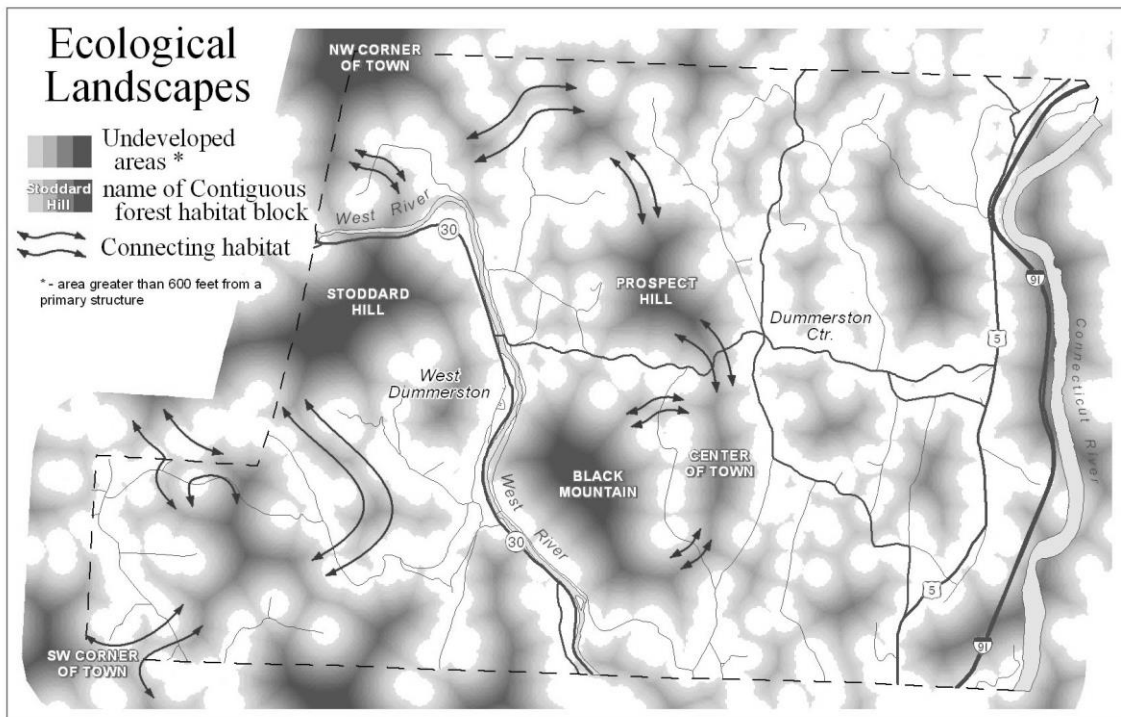 Ecological
Landscapes
Undeveloped
areas *
Stoddard
Hill
name of Contiguous
forest habitat block
Connecting habitat
* - area greater than 600 feet from a
primary structure
NW CORNER
OF TOWN
West River
30
STODDARD
HILL
PROSPECT
HILL
91
Dummerston
Ctr.
5
Connecticut River
West
Dummerston
CENTER
OF TOWN
BLACK
MOUNTAIN
West River
30
5
91
SW CORNER
OF TOWN